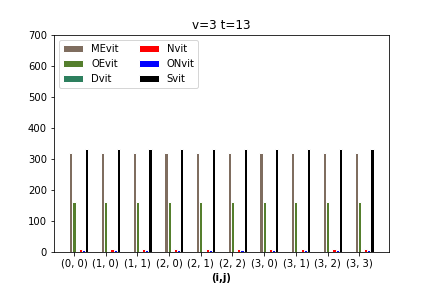 v=3 t=13
700
600
500
400
300
200
100
0
MEvit Nvit
OEvit ONvit
Dvit Svit
(0, 0) (1, 0) (1, 1) (2, 0) (2, 1) (2, 2) (3, 0) (3, 1) (3, 2) (3, 3)
(i,j)